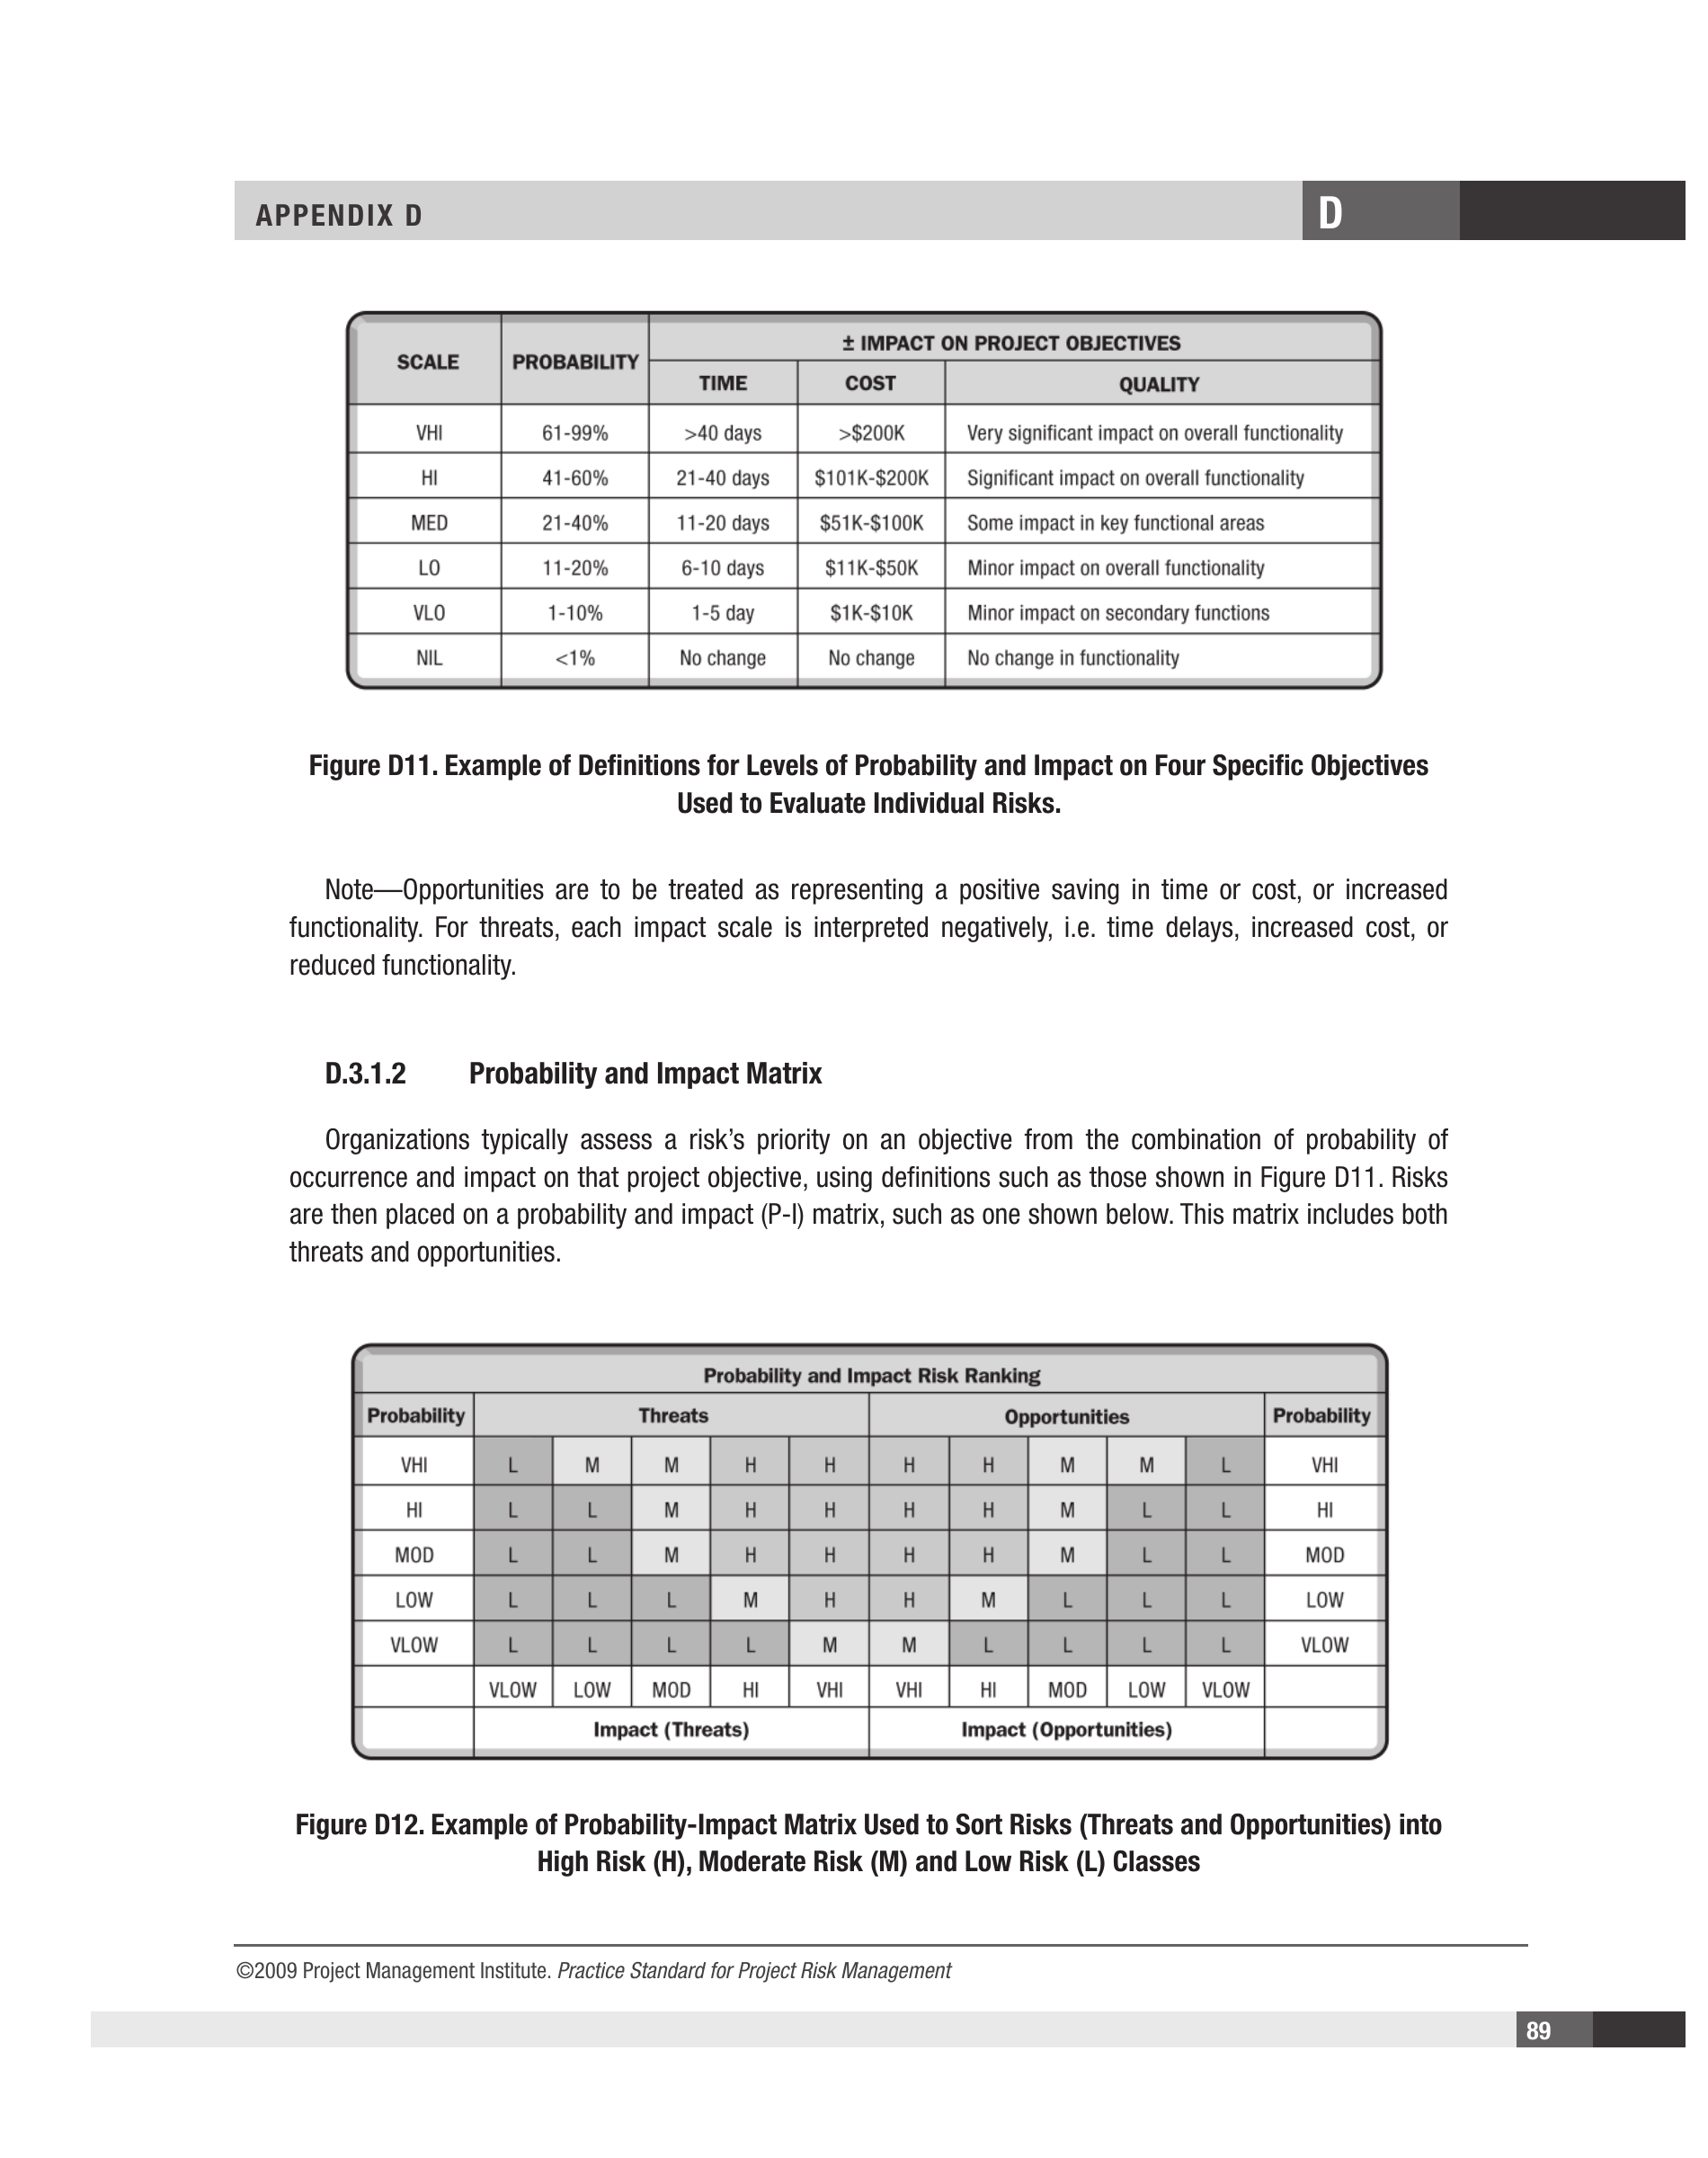 APPENDIX D
D
SCALE PROBABILITY ± IMPACT ON PROJECT OBJECTIVES
TIME COST QUALITY
VHI 61-99% >40 days >$200K Very significant impact on overall functionality
HI 41-60% 21-40 days $101K-$200K Significant impact on overall functionality
MED 21-40% 11-20 days $51K-$100K Some impact in key functional areas
LO 11-20% 6-10 days $11K-$50K Minor impact on overall functionality
VLO 1-10% 1-5 day $1K-$10K Minor impact on secondary functions
NIL <1% No change No change No change in functionality
Figure D11. Example of Definitions for Levels of Probability and Impact on Four Specific Objectives
Used to Evaluate Individual Risks.
Note—Opportunities are to be treated as representing a positive saving in time or cost, or increased
functionality. For threats, each impact scale is interpreted negatively, i.e. time delays, increased cost, or
reduced functionality.
D.3.1.2 Probability and Impact Matrix
Organizations typically assess a risk’s priority on an objective from the combination of probability of
occurrence and impact on that project objective, using definitions such as those shown in Figure D11. Risks
are then placed on a probability and impact (P-I) matrix, such as one shown below. This matrix includes both
threats and opportunities.
Probability and Impact Risk Ranking
Probability Threats Opportunities Probability
VHI L M M H H H H M M L VHI
HI L L M H H H H M L L HI
MOD L L M H H H H M L L MOD
LOW L L L M H H M L L L LOW
VLOW L L L L M M L L L L VLOW
VLOW LOW MOD HI VHI VHI HI MOD LOW VLOW
Impact (Threats) Impact (Opportunities)
Figure D12. Example of Probability-Impact Matrix Used to Sort Risks (Threats and Opportunities) into
High Risk (H), Moderate Risk (M) and Low Risk (L) Classes
©2009 Project Management Institute. Practice Standard for Project Risk Management
89